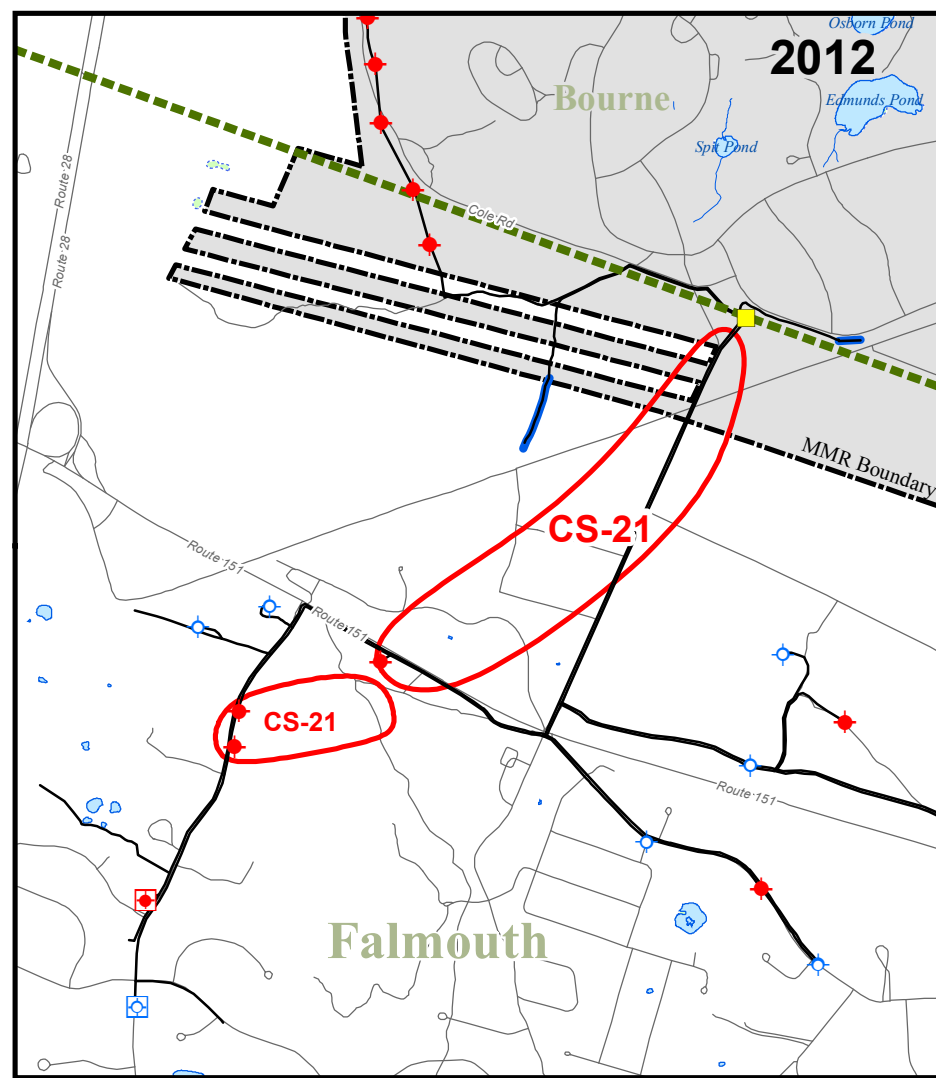 Osborn Pond
2012
Bourne
Edmunds Pond
Spit Pond
Route 28
Cole Rd
Route 28
MMR Boundary
CS-21
Route 151
Route 151
CS-21
Route 151
Falmouth